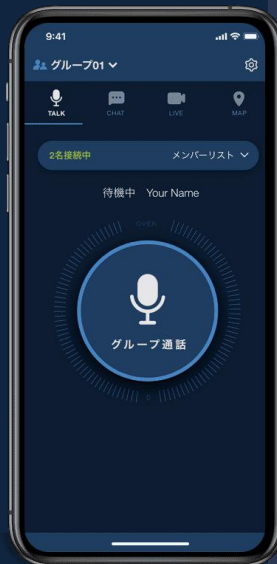 9:41
グループ01
TALK
CHAT
LIVE
MAP
2名接続中
メンバーリスト
待機中 Your Name
OPEN
グループ通話